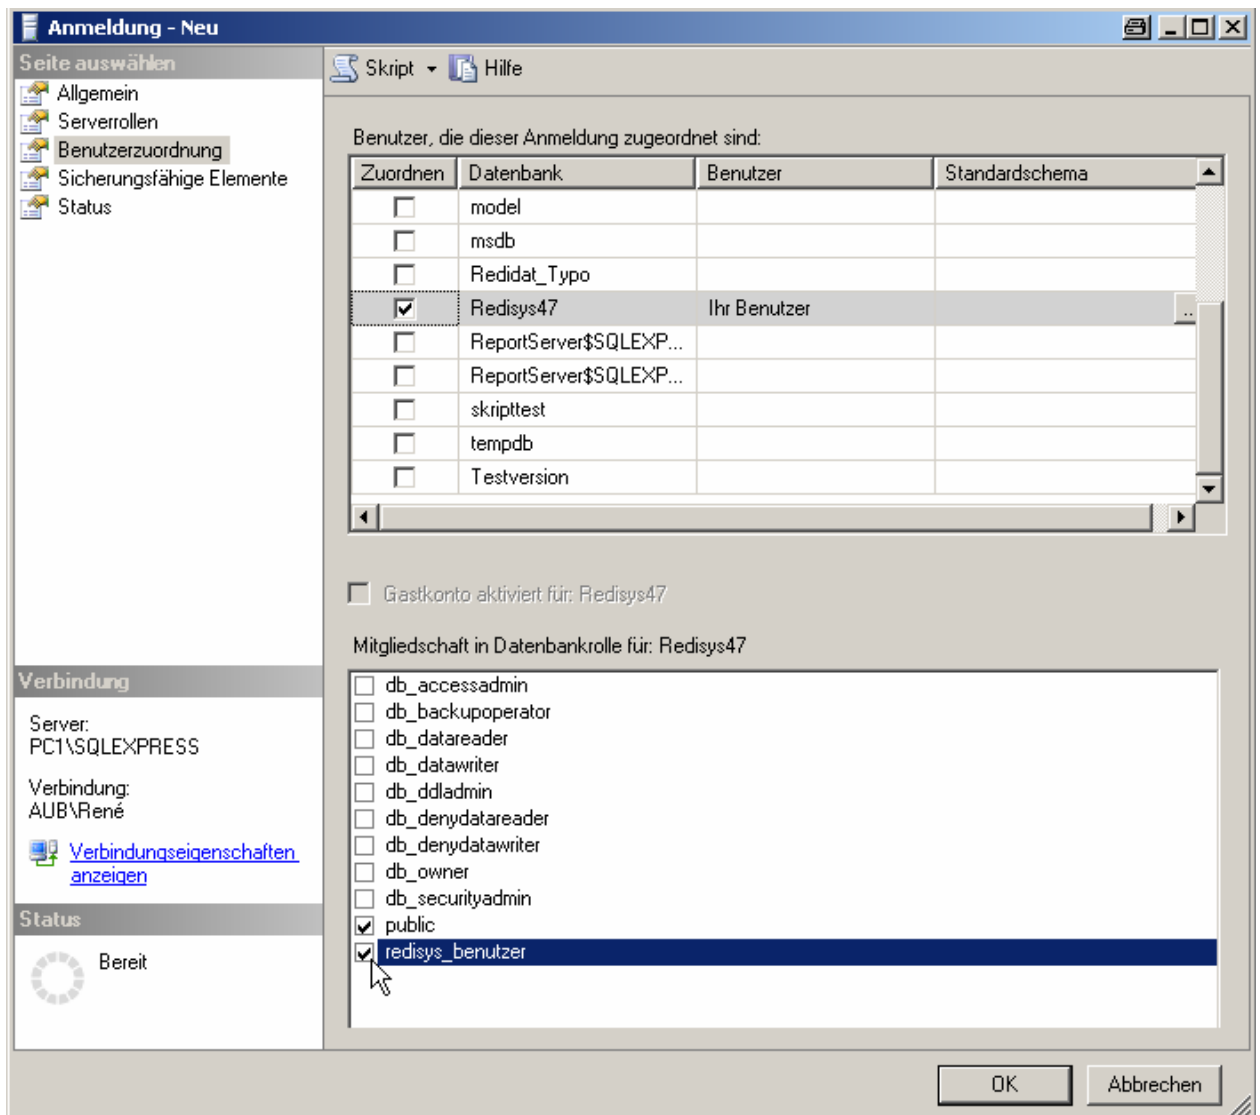 Anmeldung - Neu
Seite auswählen
Allgemein
Serverrollen
Benutzerzuordnung
Sicherungsfähige Elemente
Status
Verbindung
Server:
PC1\SQLEXPRESS
Verbindung:
AUB\René
Verbindungseigenschaften
anzeigen
Status
Bereit
Skript Hilfe
Benutzer, die dieser Anmeldung zugeordnet sind:
Zuordnen Datenbank Benutzer Standardschema
model
msdb
Redidat_Typo
Redisys47 Ihr Benutzer ..
ReportServer$SQLEXP...
ReportServer$SQLEXP...
skripttest
tempdb
Testversion
Gastkonto aktiviert für: Redisys47
Mitgliedschaft in Datenbankrolle für: Redisys47
db_accessadmin
db_backupoperator
db_datareader
db_datawriter
db_ddladmin
db_denydatareader
db_denydatawriter
db_owner
db_securityadmin
public
redisys_benutzer
OK Abbrechen